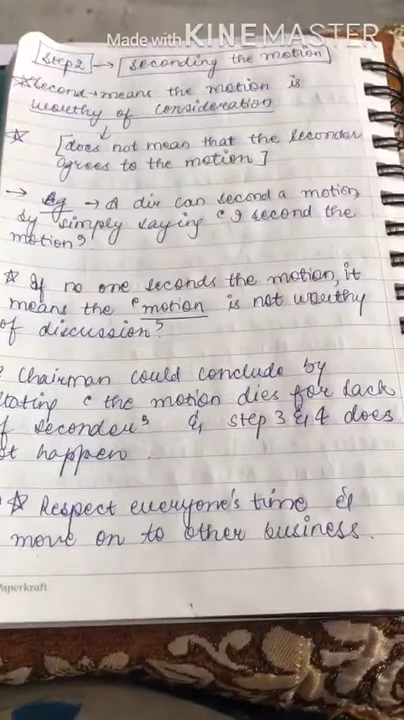 Made with KINEMASTER
Step 2 → Seconding the motion
☆ Second → means the motion is
worthy of consideration
☆ ↓
[does not mean that the seconder
agrees to the motion]
→ Eg → A dir can second a motion
by simply saying "I second the
motion"
☆ If no one seconds the motion, it
means the "motion is not worthy
of discussion"
Chairman could conclude by
stating "the motion dies for lack
of seconder" & step 3 & 4 does
not happen.
☆ Respect everyone's time &
move on to other business.
Paperkraft